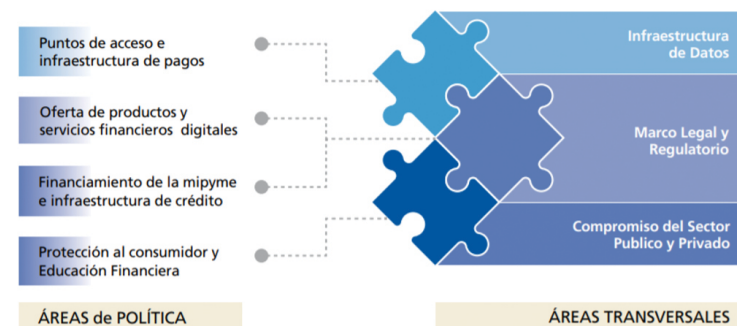 Puntos de acceso e
infraestructura de pagos
Oferta de productos y
servicios financieros digitales
Financiamiento de la mipyme
e infraestructura de crédito
Protección al consumidor y
Educación Financiera
ÁREAS de POLÍTICA
Infraestructura
de Datos
Marco Legal y
Regulatorio
Compromiso del Sector
Publico y Privado
ÁREAS TRANSVERSALES